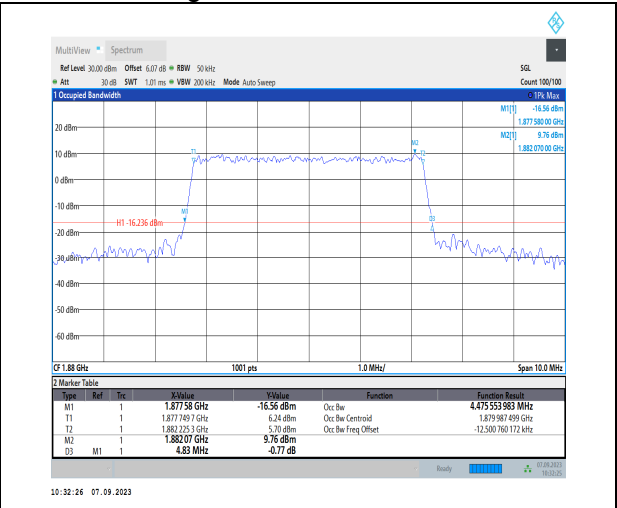 MultiView Spectrum
Ref Level 30.00 dBm Offset 6.07 dB RBW 50 kHz SGL
Att 30 dB SWT 1.01 ms VBW 200 kHz Mode Auto Sweep Count 100/100
1 Occupied Bandwidth 1Pk Max
M1[1] -16.56 dBm
1.877 580 00 GHz
M2[1] 9.76 dBm
1.882 070 00 GHz
20 dBm
M2
T1 T2
10 dBm
0 dBm
-10 dBm
M1
D3
H1 -16.236 dBm
-20 dBm
-30 dBm
-40 dBm
-50 dBm
-60 dBm
CF 1.88 GHz 1001 pts 1.0 MHz/ Span 10.0 MHz
2 Marker Table
Type Ref Trc X-Value Y-Value Function Function Result
M1 1 1.877 58 GHz -16.56 dBm Occ Bw 4.475 553 983 MHz
T1 1 1.877 749 7 GHz 6.24 dBm Occ Bw Centroid 1.879 987 499 GHz
T2 1 1.882 225 3 GHz 5.70 dBm Occ Bw Freq Offset -12.500 760 172 kHz
M2 1 1.882 07 GHz 9.76 dBm
D3 M1 1 4.83 MHz -0.77 dB
Ready 07.09.2023
10:32:25
10:32:26 07.09.2023